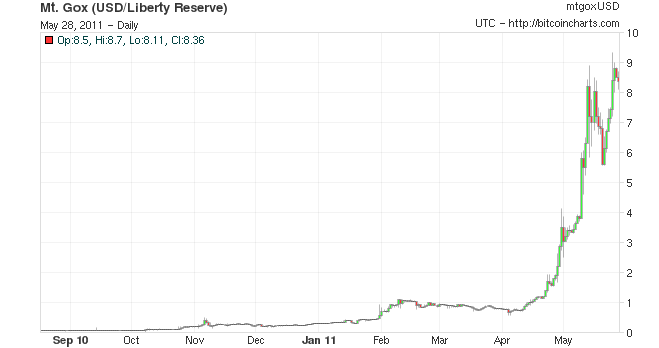 Mt. Gox (USD/Liberty Reserve)
mtgoxUSD
May 28, 2011 - Daily
UTC - http://bitcoincharts.com
Op:8.5, Hi:8.7, Lo:8.11, Cl:8.36
10
9
8
7
6
5
4
3
2
1
0
Sep 10 Oct Nov Dec Jan 11 Feb Mar Apr May